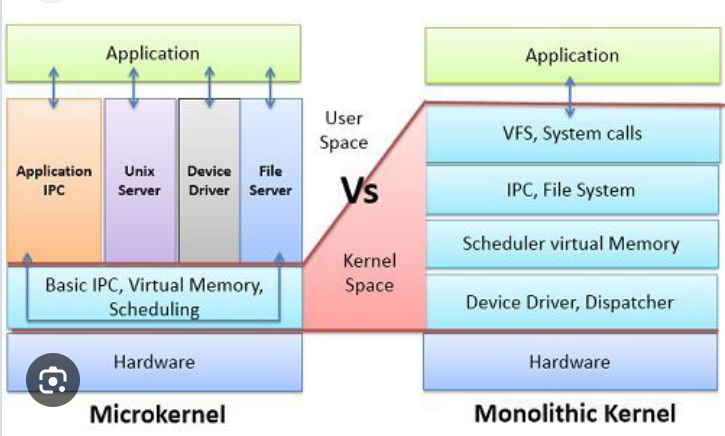 Application
Application
IPC
Unix
Server
Device
Driver
File
Server
Basic IPC, Virtual Memory,
Scheduling
Hardware
Microkernel
User
Space
Vs
Kernel
Space
Application
VFS, System calls
IPC, File System
Scheduler virtual Memory
Device Driver, Dispatcher
Hardware
Monolithic Kernel